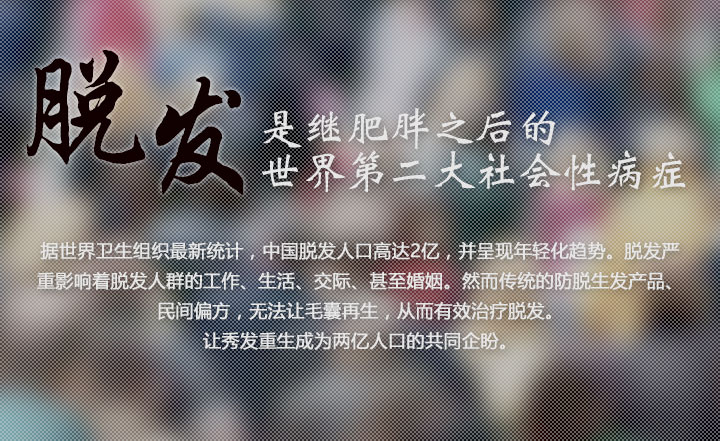 脱发
是继肥胖之后的
世界第二大社会性病症
据世界卫生组织最新统计，中国脱发人口高达2亿，并呈现年轻化趋势。脱发严
重影响着脱发人群的工作、生活、交际、甚至婚姻。然而传统的防脱生发产品、
民间偏方，无法让毛囊再生，从而有效治疗脱发。
让秀发重生成为两亿人口的共同企盼。